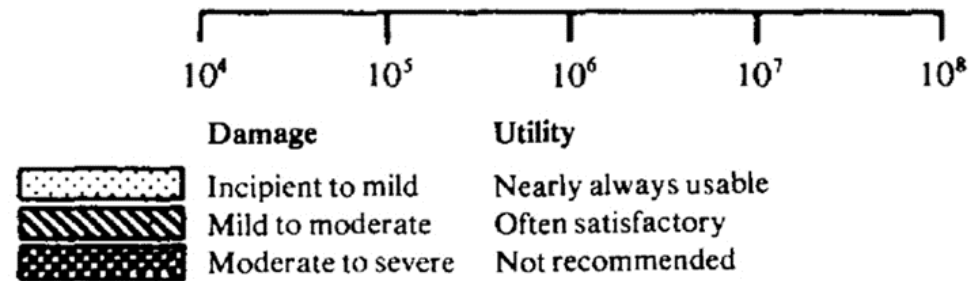 10⁴ 10⁵ 10⁶ 10⁷ 10⁸
Damage Utility
Incipient to mild Nearly always usable
Mild to moderate Often satisfactory
Moderate to severe Not recommended